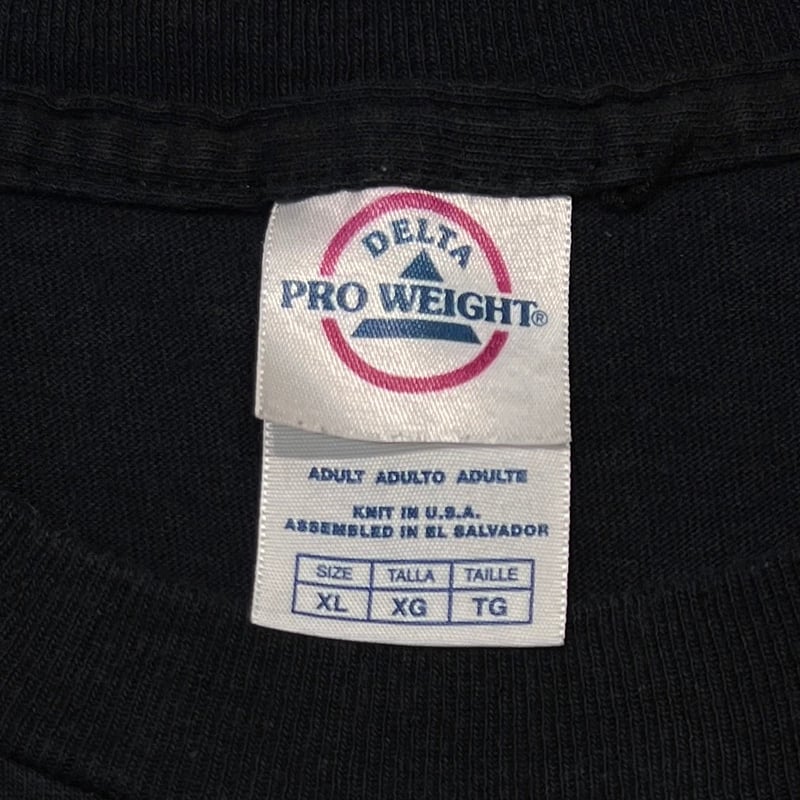 DELTA
PRO WEIGHT®
ADULT ADULTO ADULTE
KNIT IN U.S.A.
ASSEMBLED IN EL SALVADOR
SIZE TALLA TAILLE
XL XG TG